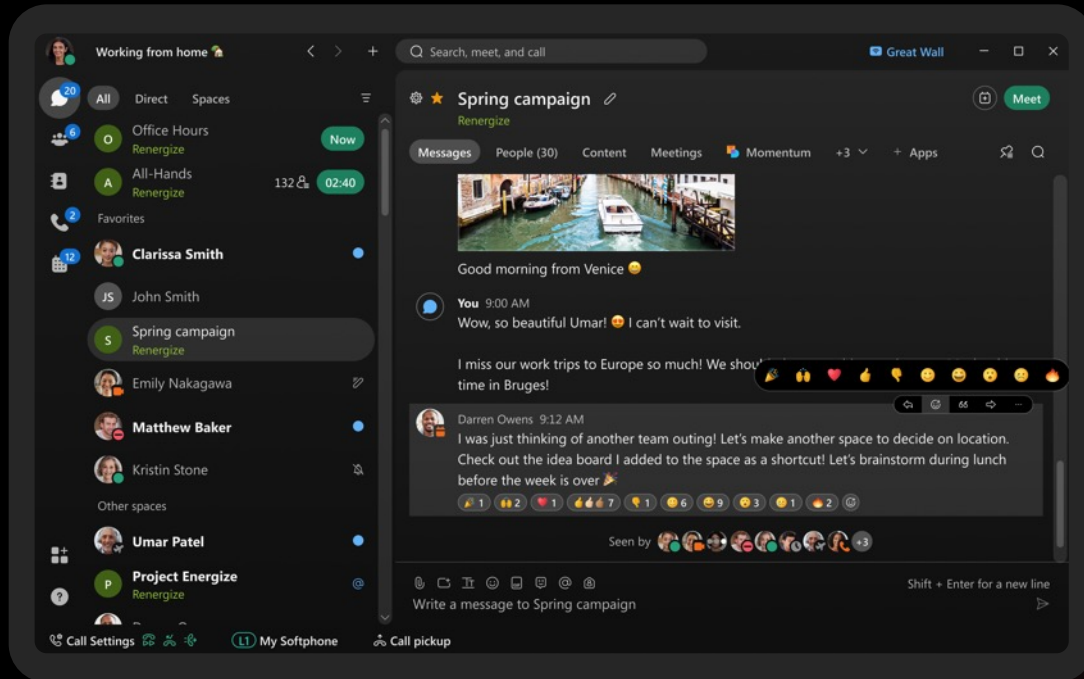 Working from home
Search, meet, and call
Great Wall
20
All Direct Spaces
6
O
Office Hours
Renergize
Now
A
All-Hands
Renergize
132
02:40
2
Favorites
12
Clarissa Smith
JS
John Smith
S
Spring campaign
Renergize
Emily Nakagawa
Matthew Baker
Kristin Stone
Other spaces
Umar Patel
P
Project Energize
Renergize
@
Spring campaign
Renergize
Meet
Messages People (30) Content Meetings Momentum +3 + Apps
Good morning from Venice
You 9:00 AM
Wow, so beautiful Umar! I can't wait to visit.
I miss our work trips to Europe so much! We
time in Bruges!
Darren Owens 9:12 AM
I was just thinking of another team outing! Let's make another space to decide on location.
Check out the idea board I added to the space as a shortcut! Let's brainstorm during lunch
before the week is over
1 2 1 7 1 6 9 3 1 2
Seen by +3
Shift + Enter for a new line
Write a message to Spring campaign
Call Settings
L1 My Softphone
Call pickup